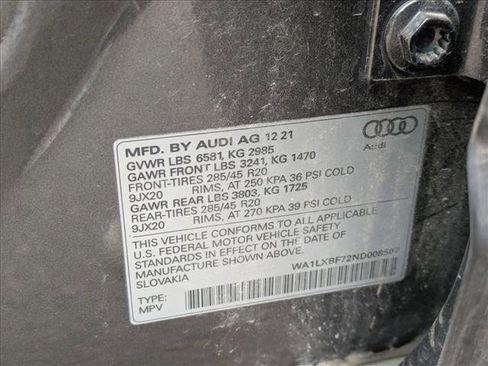 MFD. BY AUDI AG 12 21
GVWR LBS 6581, KG 2985
GAWR FRONT LBS 3241, KG 1470
FRONT-TIRES 285/45 R20
9JX20 RIMS, AT 250 KPA 36 PSI COLD
GAWR REAR LBS 3803, KG 1725
REAR-TIRES 285/45 R20
9JX20 RIMS, AT 270 KPA 39 PSI COLD
THIS VEHICLE CONFORMS TO ALL APPLICABLE
U.S. FEDERAL MOTOR VEHICLE SAFETY AND
THEFT PREVENTION STANDARDS IN EFFECT ON THE DATE OF
MANUFACTURE SHOWN ABOVE.
SLOVAKIA
TYPE:
MPV
Audi